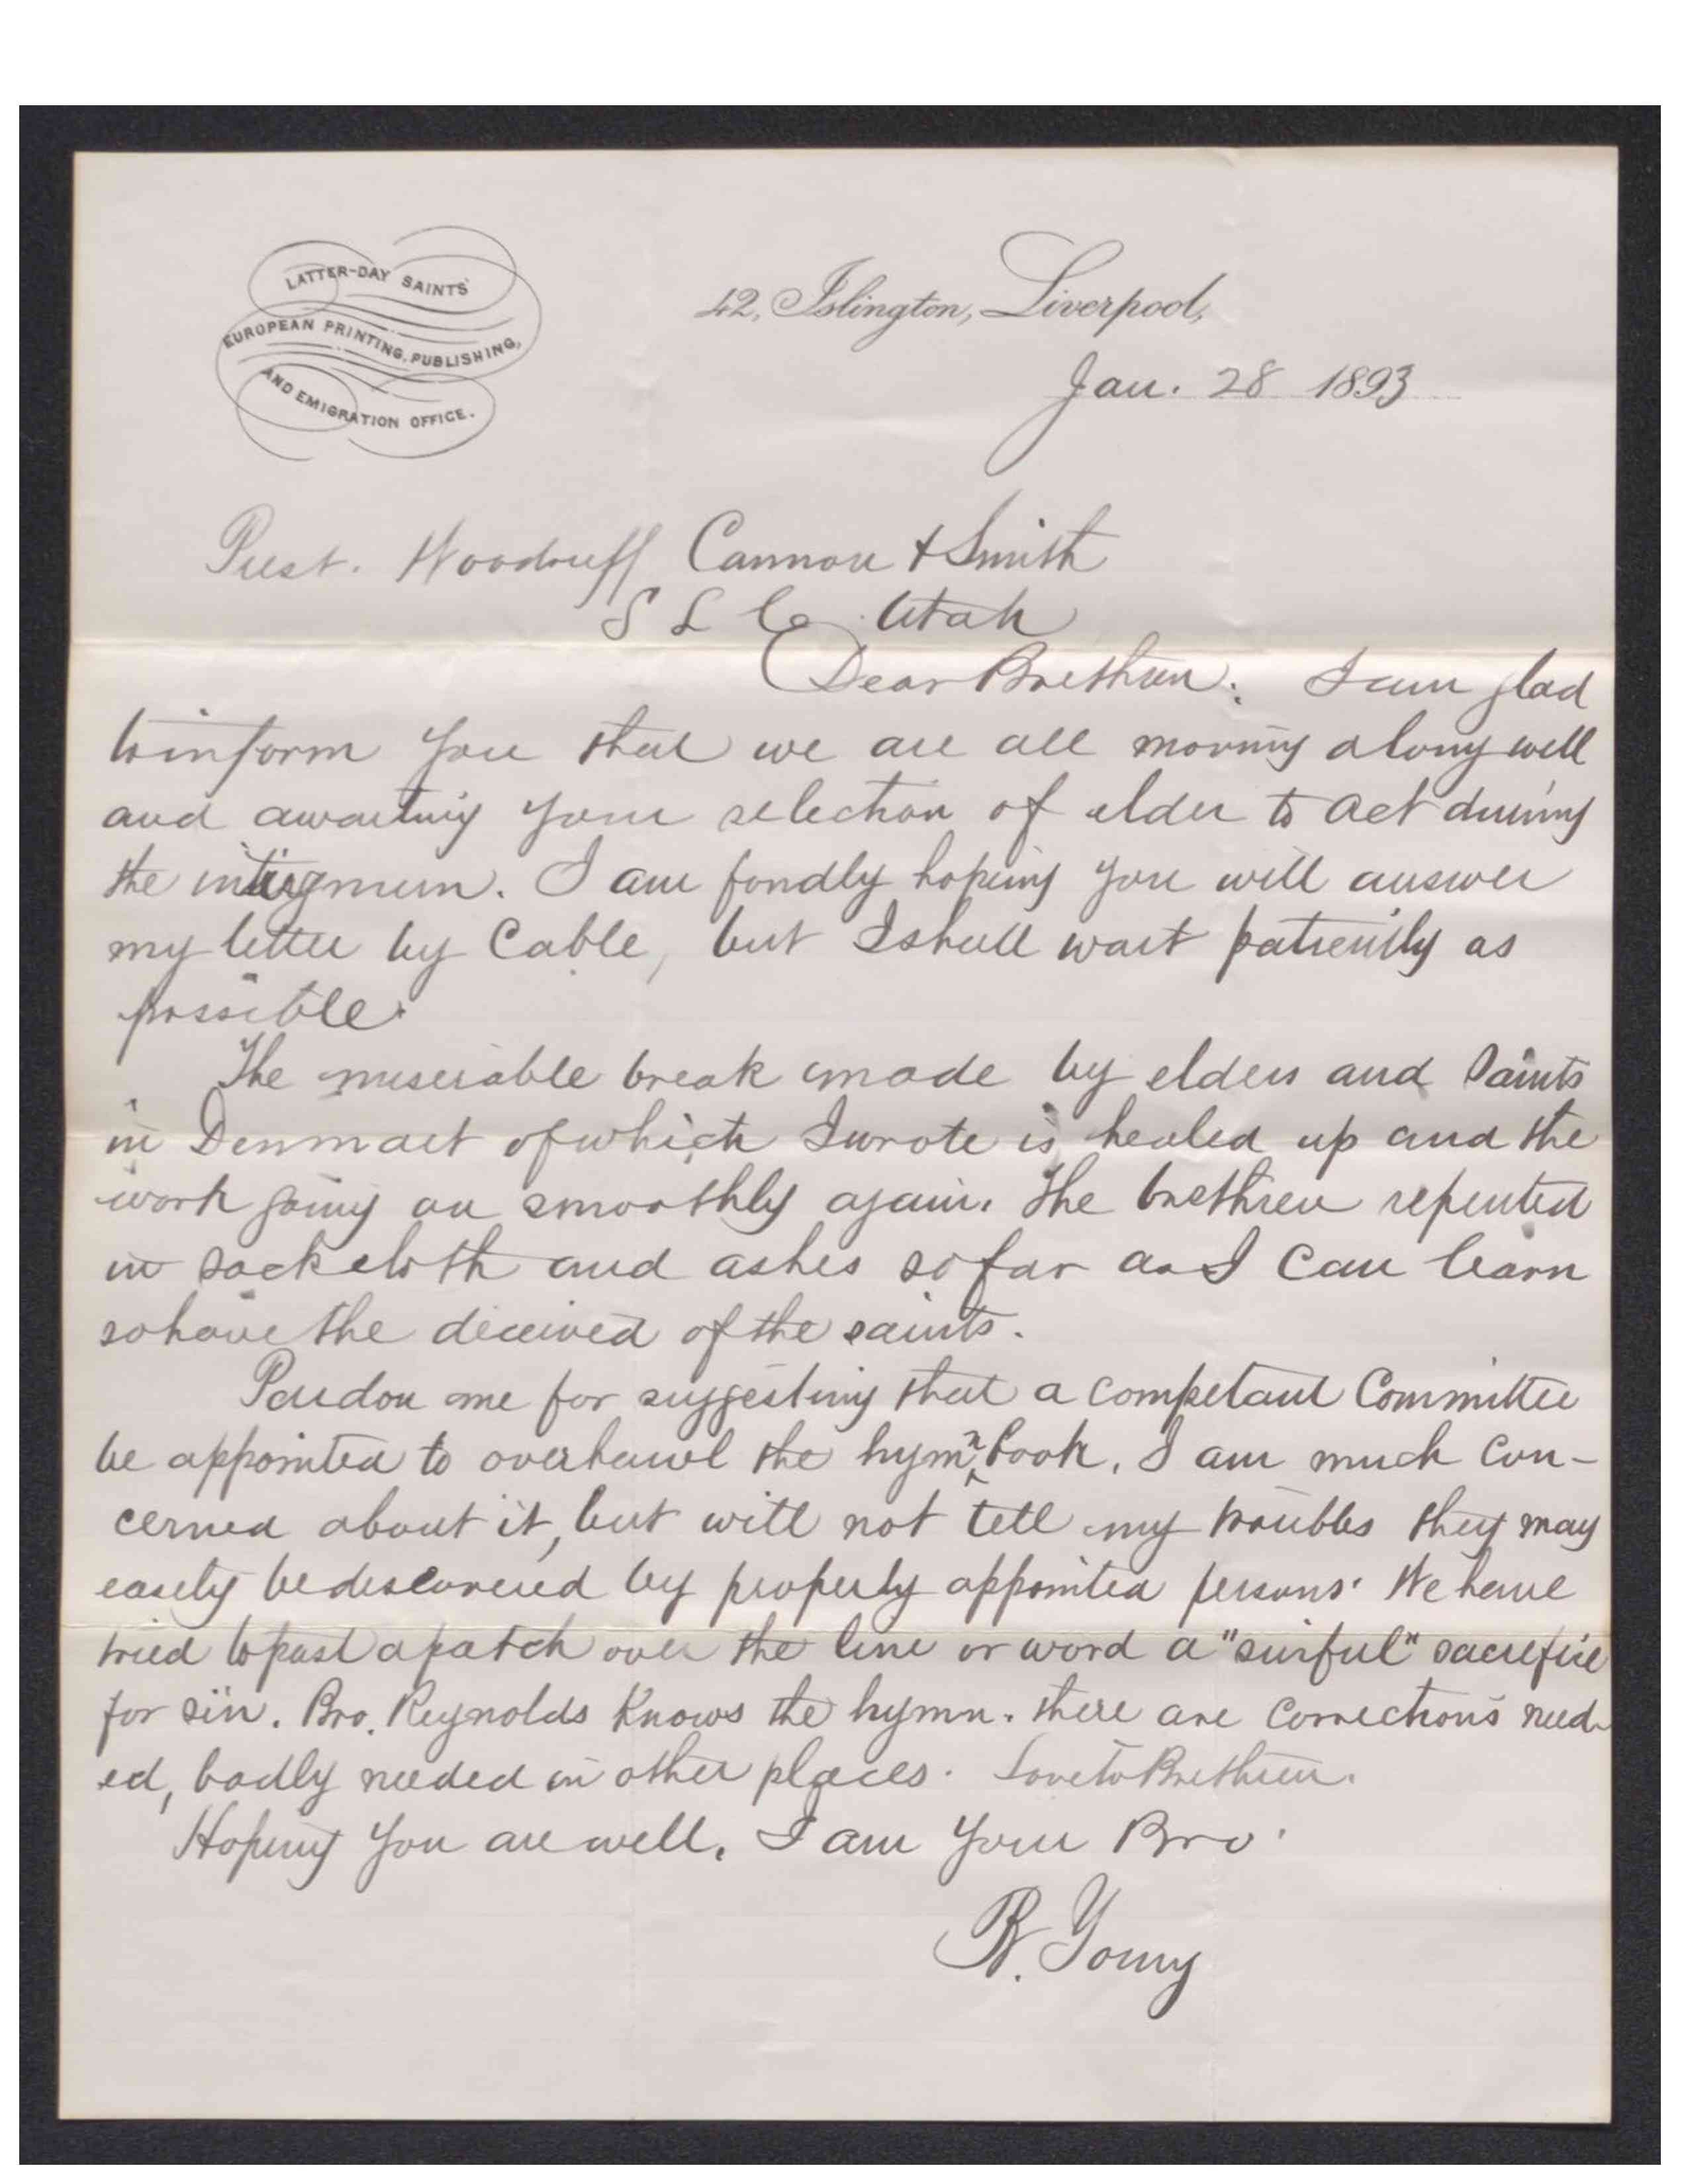 LATTER-DAY SAINTS'
EUROPEAN PRINTING, PUBLISHING,
AND EMIGRATION OFFICE.
42, Islington, Liverpool,
Jan. 28 1893
Prest. Woodruff Cannon & Smith
S L Co. Utah
Dear Brethren: I am glad
to inform you that we are all moving along well
and awaiting your selection of elder to act during
the . I am fondly hoping you will answer
my letter by Cable, but I shall wait patiently as
possible.
The miserable break made by elders and Saints
in Denmark of which I wrote is healed up and the
work going on smoothly again. The brethren repented
in sack cloth and ashes so far as I can learn
so have the deceived of the saints.
Pardon me for suggesting that a competant Committee
be appointed to overhawl the hymn book. I am much con-
cerned about it, but will not tell my troubles they may
easely be discovered by properly appointed persons. We have
tried to past a patch over the line or word a "sinful" sacrefice
for sin. Bro. Reynolds knows the hymn. there are corrections need-
ed, badly needed in other places. Love to Brethren.
Hoping you are well. I am your Bro.
B. Young